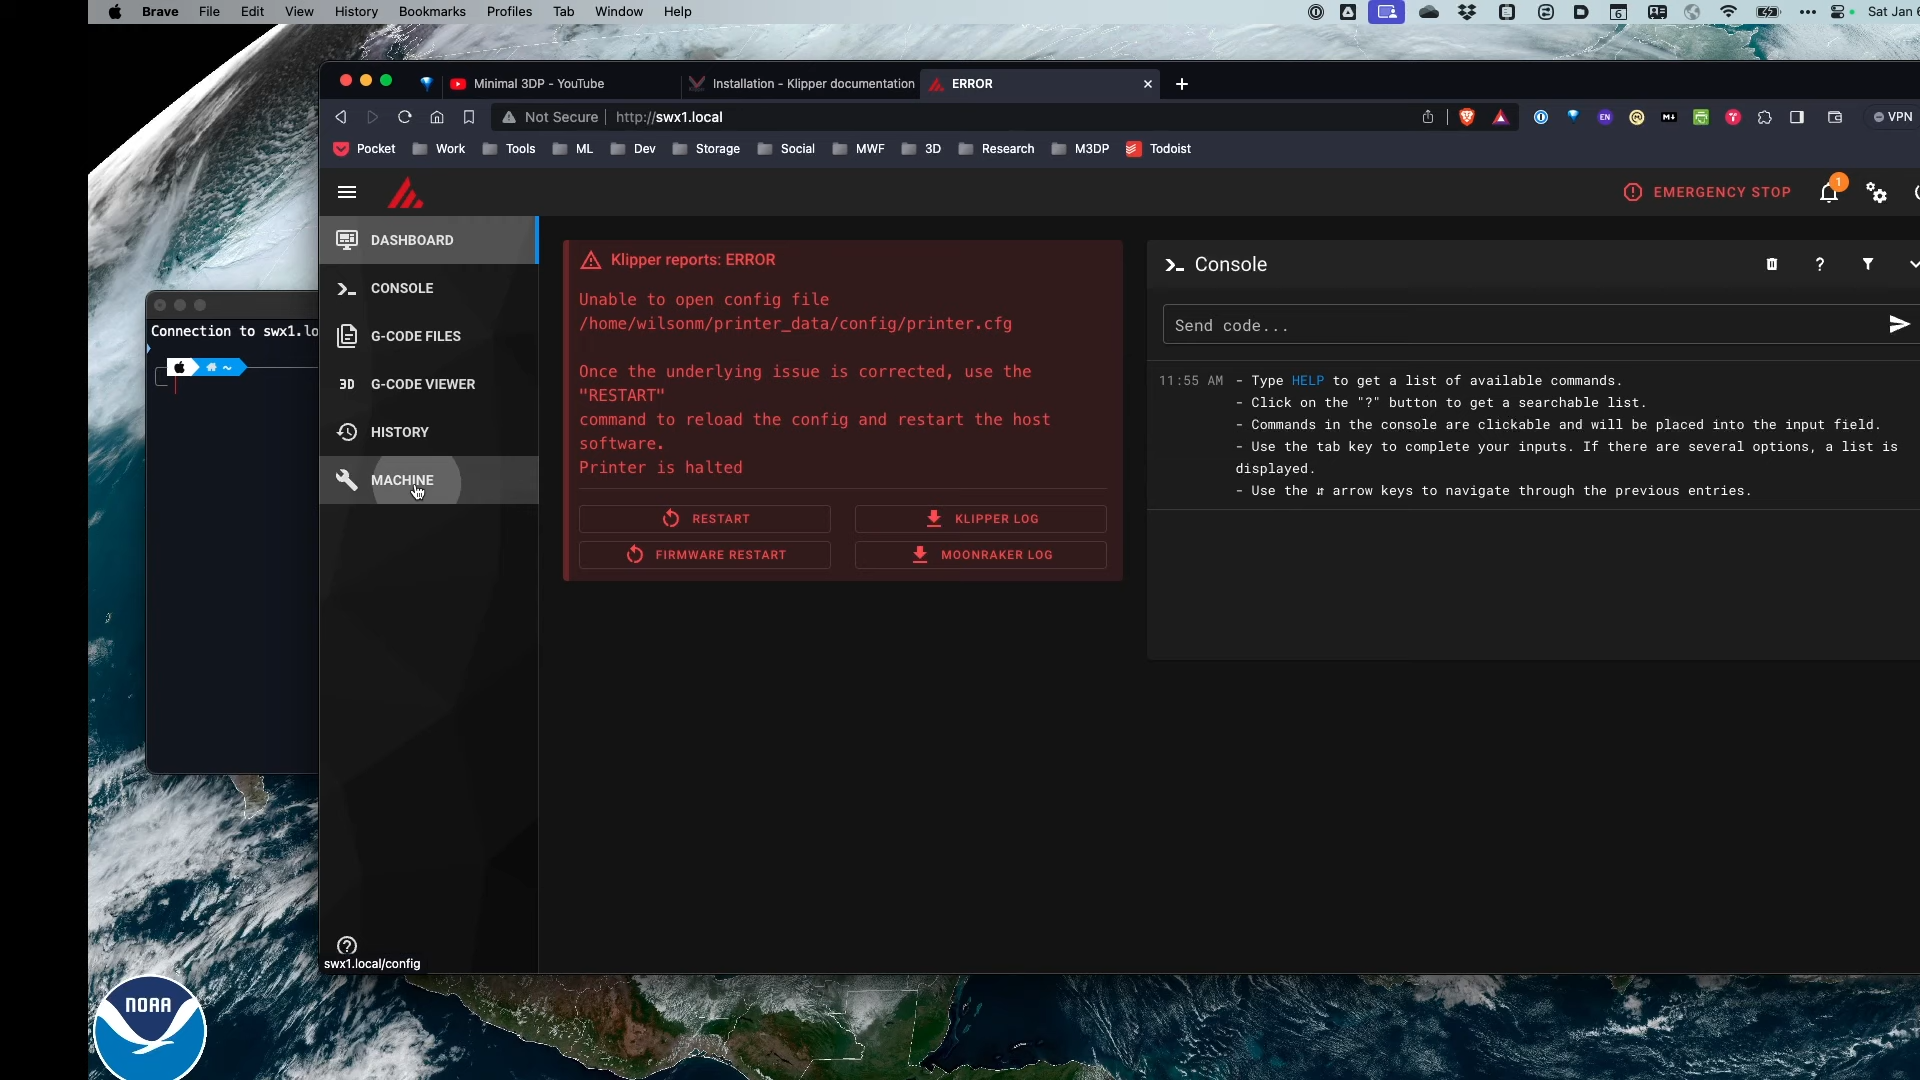 Brave File Edit View History Bookmarks Profiles Tab Window Help
6
Sat Jan 6
Minimal 3DP - YouTube
Installation - Klipper documentation
ERROR
Not Secure http://swx1.local
EN
VPN
Pocket Work Tools ML Dev Storage Social MWF 3D Research M3DP Todoist
EMERGENCY STOP
1
DASHBOARD
CONSOLE
G-CODE FILES
3D G-CODE VIEWER
HISTORY
MACHINE
swx1.local/config
Connection to swx1.lo
~
Klipper reports: ERROR
Unable to open config file
/home/wilsonm/printer_data/config/printer.cfg
Once the underlying issue is corrected, use the
"RESTART"
command to reload the config and restart the host
software.
Printer is halted
RESTART
KLIPPER LOG
FIRMWARE RESTART
MOONRAKER LOG
Console
?
Send code...
11:55 AM - Type HELP to get a list of available commands.
- Click on the "?" button to get a searchable list.
- Commands in the console are clickable and will be placed into the input field.
- Use the tab key to complete your inputs. If there are several options, a list is
displayed.
- Use the ⇵ arrow keys to navigate through the previous entries.
NOAA